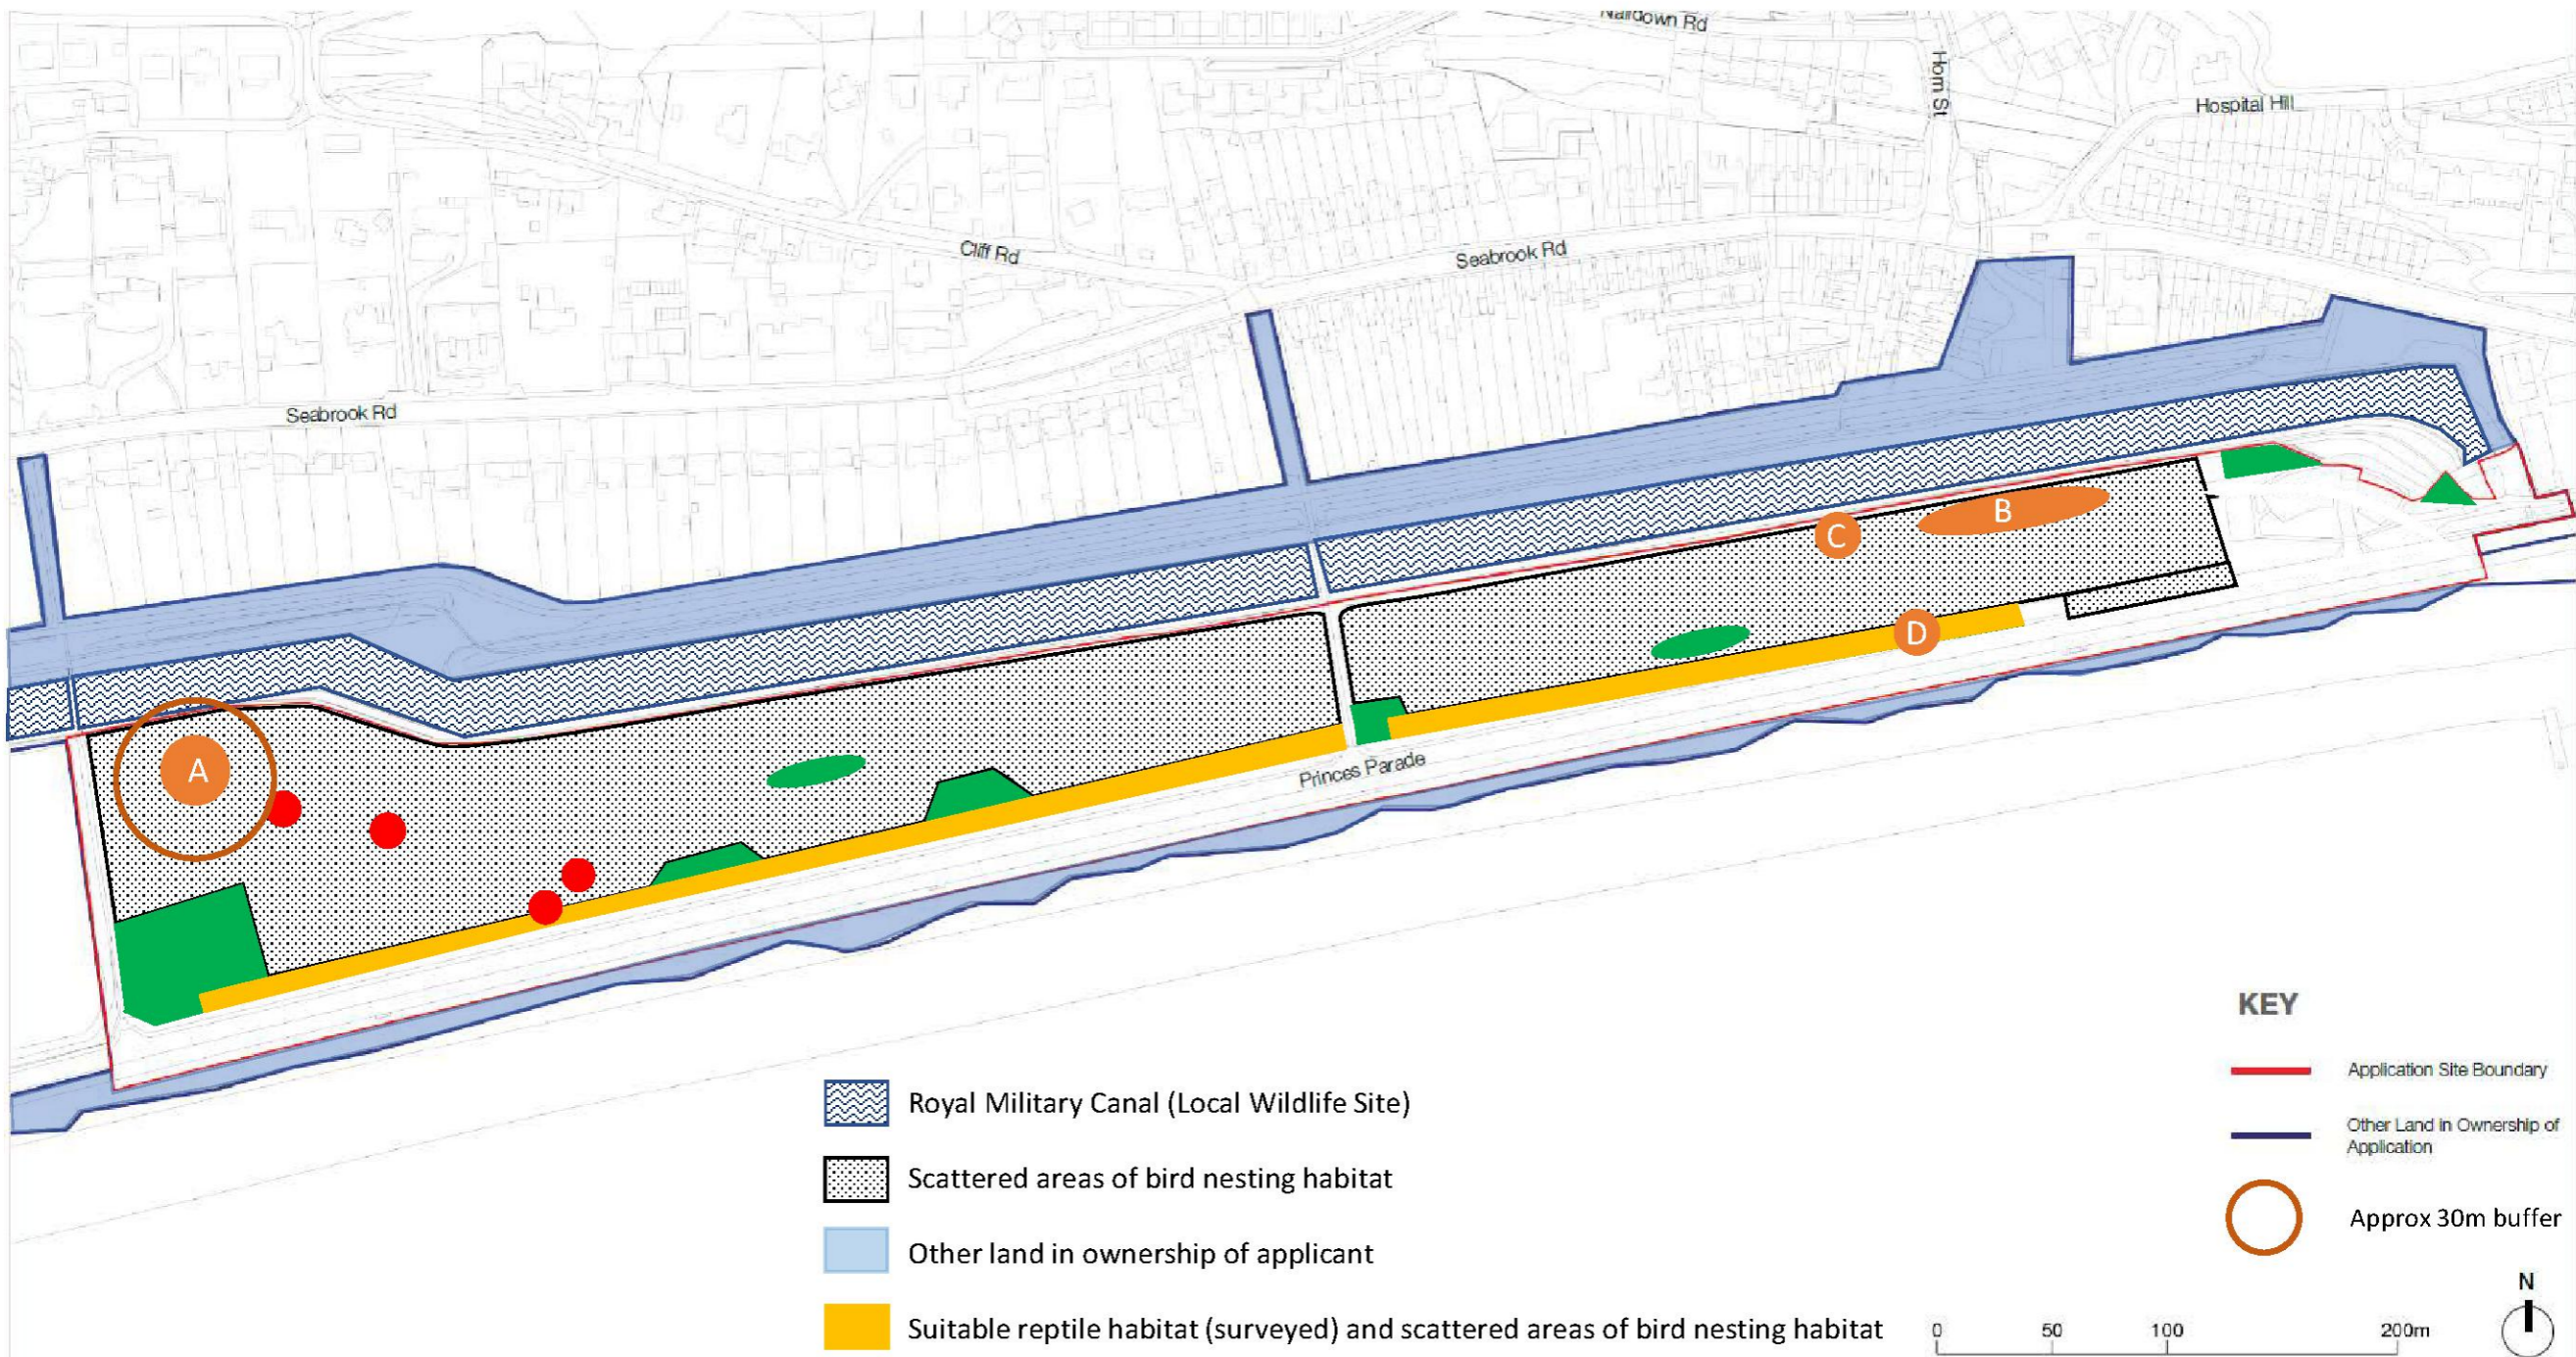 Naildown Rd
Horn St
Hospital Hill
Cliff Rd
Seabrook Rd
Seabrook Rd
B
C
D
A
Princes Parade
KEY
Application Site Boundary
Other Land in Ownership of
Application
Approx 30m buffer
Royal Military Canal (Local Wildlife Site)
Scattered areas of bird nesting habitat
Other land in ownership of applicant
Suitable reptile habitat (surveyed) and scattered areas of bird nesting habitat
0 50 100 200m
N